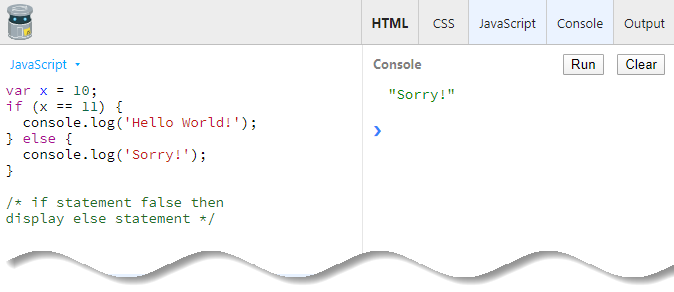 HTML CSS JavaScript Console Output
JavaScript
Console Run Clear
var x = 10;
if (x == 11) {
  console.log('Hello World!');
} else {
  console.log('Sorry!');
}
/* if statement false then
display else statement */
"Sorry!"